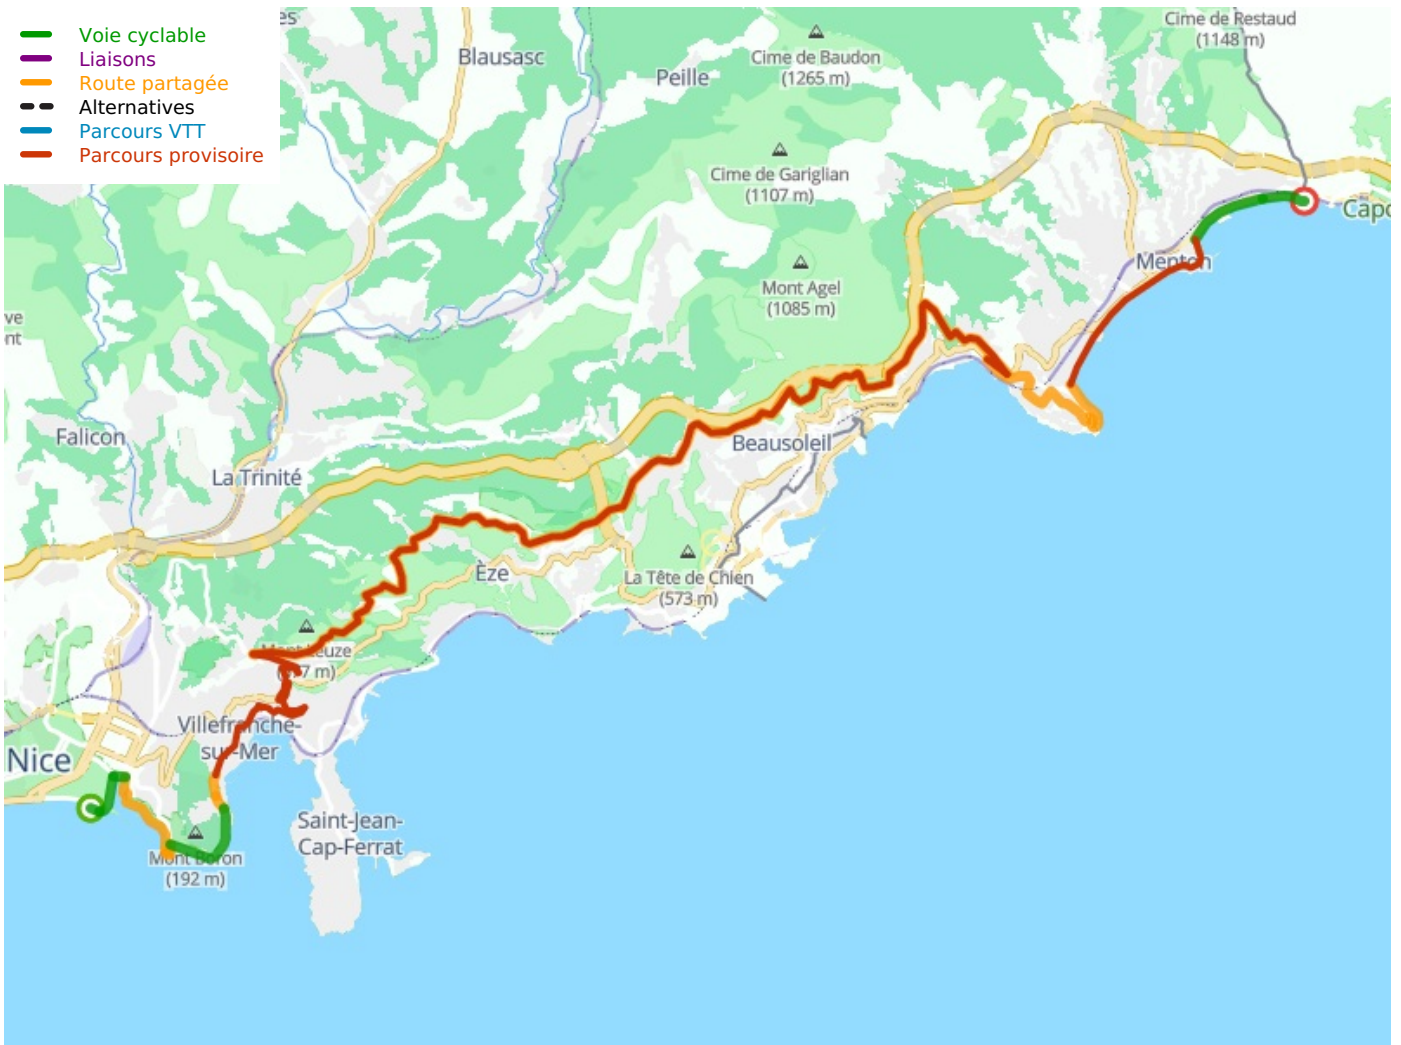 Voie cyclable
Liaisons
Route partagée
Alternatives
Parcours VTT
Parcours provisoire
Blausasc
Peille
Cime de Baudon
(1265 m)
Cime de Restaud
(1148 m)
Cime de Gariglian
(1107 m)
Mont Agel
(1085 m)
Menton
Falicon
La Trinité
Beausoleil
Èze
La Tête de Chien
(573 m)
Villefranche-
sur-Mer
Nice
Saint-Jean-
Cap-Ferrat
Mont Boron
(192 m)